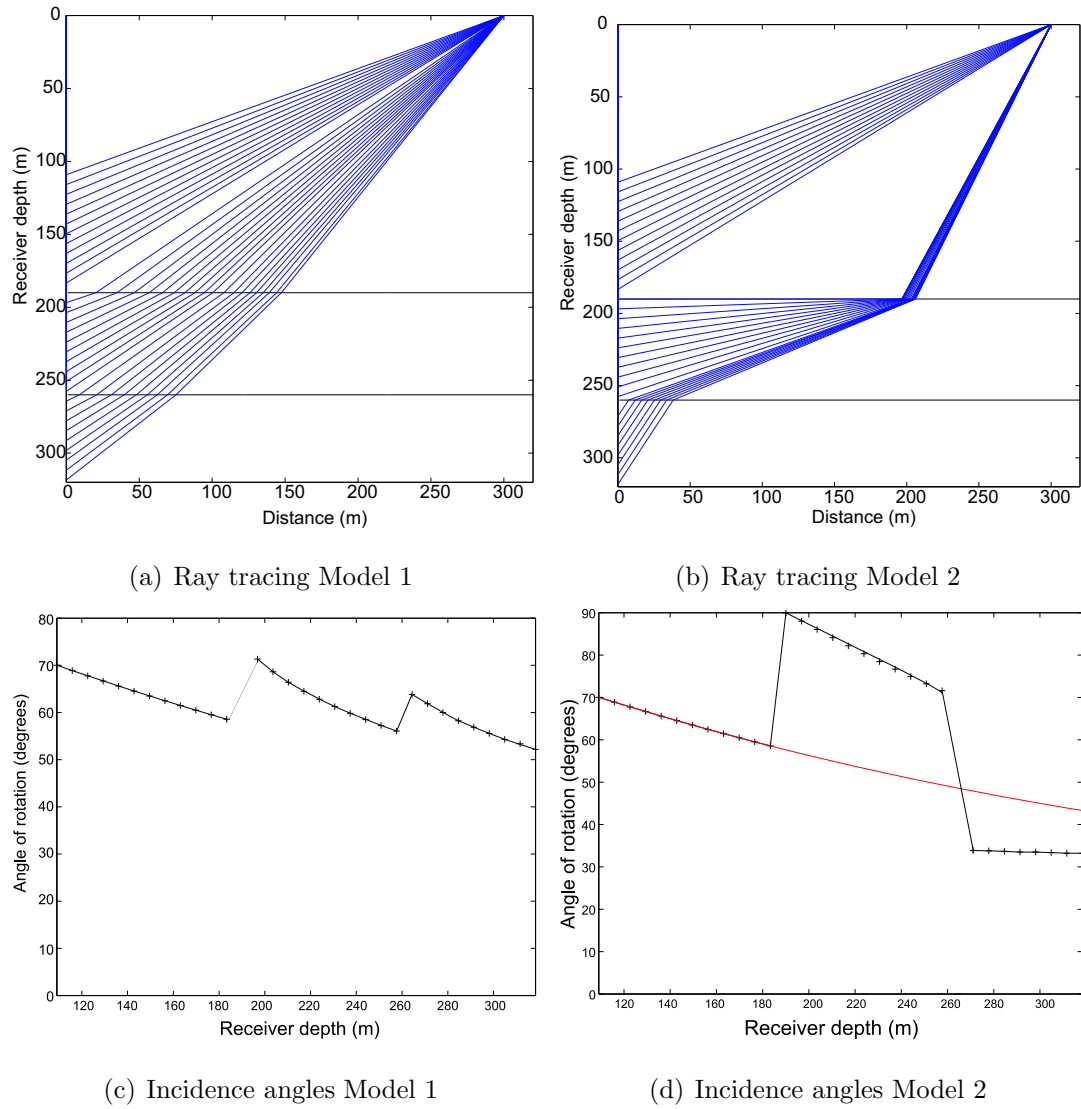 0
50
100
150
200
250
300
Receiver depth (m)
0 50 100 150 200 250 300
Distance (m)
(a) Ray tracing Model 1
0
50
100
150
200
250
300
Receiver depth (m)
0 50 100 150 200 250 300
Distance (m)
(b) Ray tracing Model 2
80
70
60
50
40
30
20
10
0
Angle of rotation (degrees)
120 140 160 180 200 220 240 260 280 300
Receiver depth (m)
(c) Incidence angles Model 1
90
80
70
60
50
40
30
20
10
0
Angle of rotation (degrees)
120 140 160 180 200 220 240 260 280 300
Receiver depth (m)
(d) Incidence angles Model 2